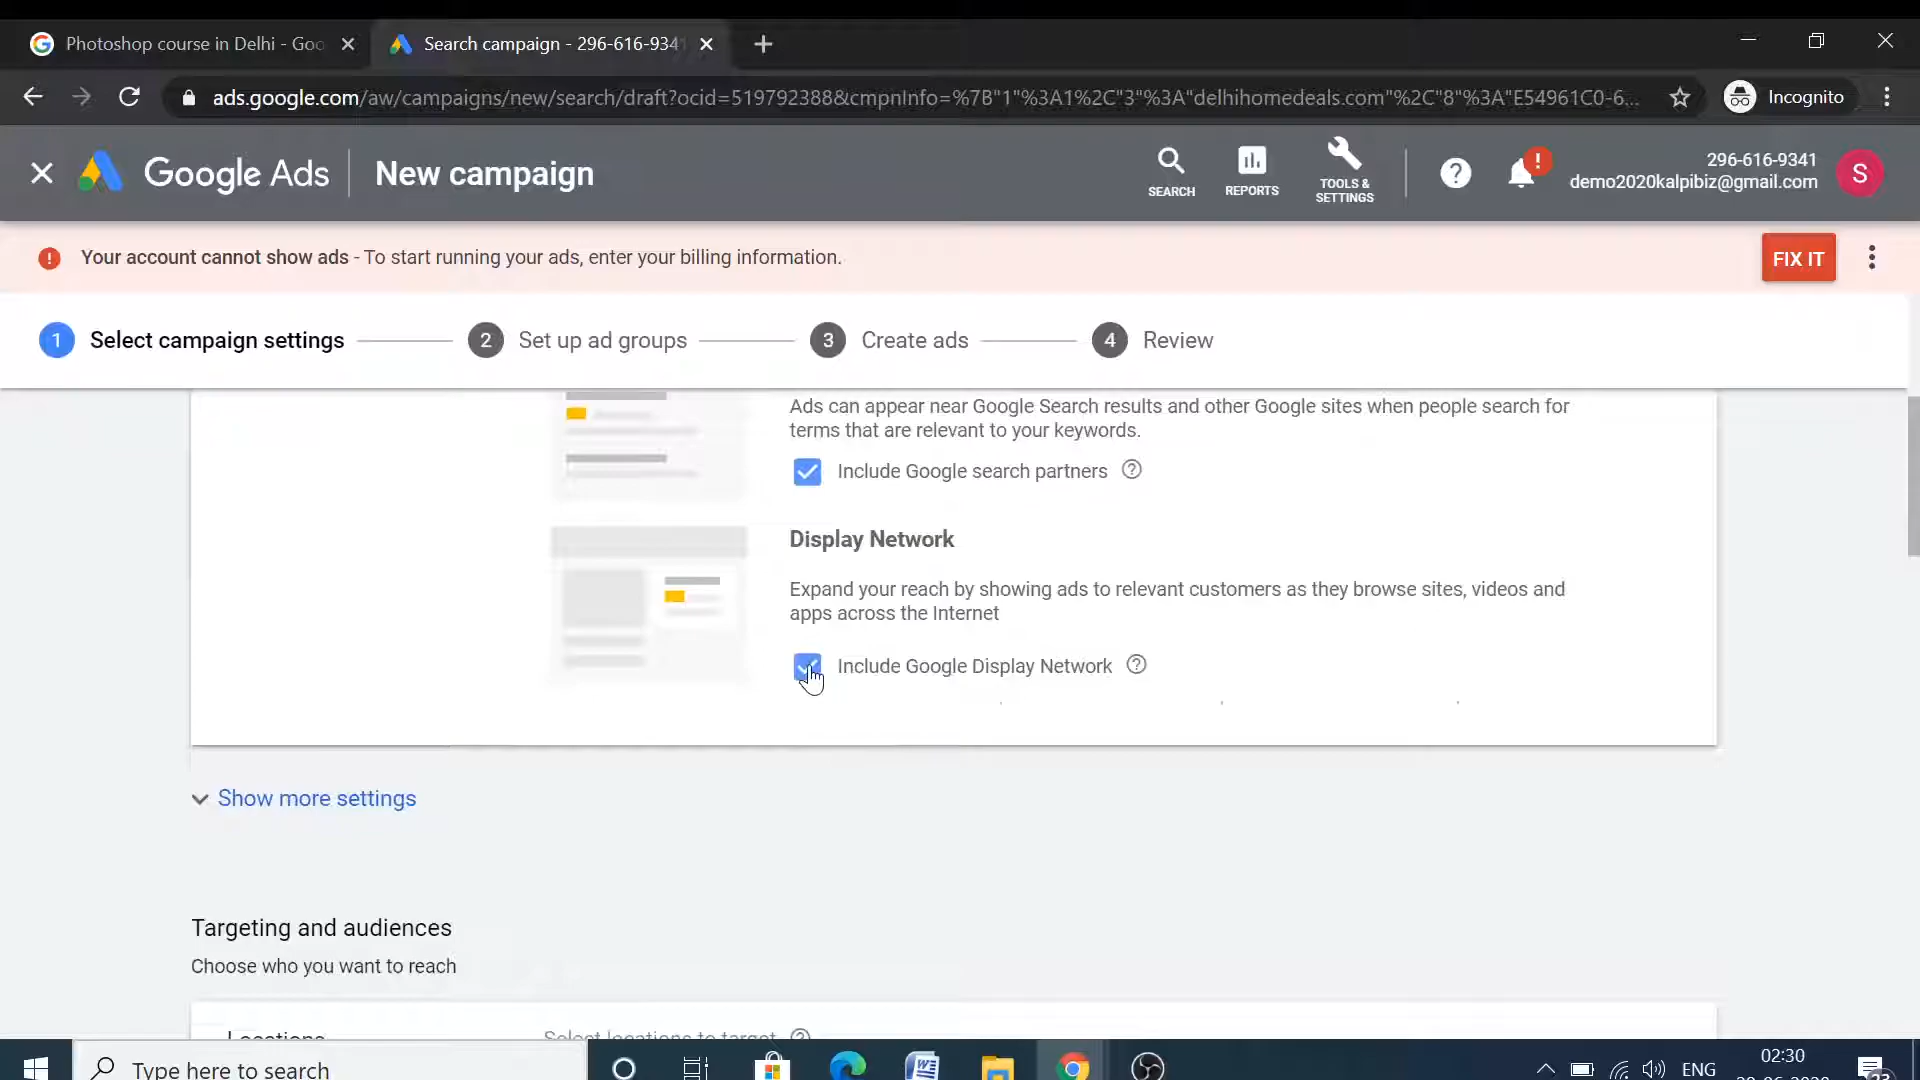 Photoshop course in Delhi - Goo
Search campaign - 296-616-9341
ads.google.com/aw/campaigns/new/search/draft?ocid=519792388&cmpnInfo=%7B"1"%3A1%2C"3"%3A"delhihomedeals.com"%2C"8"%3A"E54961C0-6...
Incognito
Google Ads
New campaign
SEARCH
REPORTS
TOOLS &
SETTINGS
296-616-9341
demo2020kalpibiz@gmail.com
S
Your account cannot show ads - To start running your ads, enter your billing information.
FIX IT
1 Select campaign settings
2 Set up ad groups
3 Create ads
4 Review
Ads can appear near Google Search results and other Google sites when people search for
terms that are relevant to your keywords.
Include Google search partners
Display Network
Expand your reach by showing ads to relevant customers as they browse sites, videos and
apps across the Internet
Include Google Display Network
Show more settings
Targeting and audiences
Choose who you want to reach
Locations
Select locations to target
Type here to search
ENG
02:30